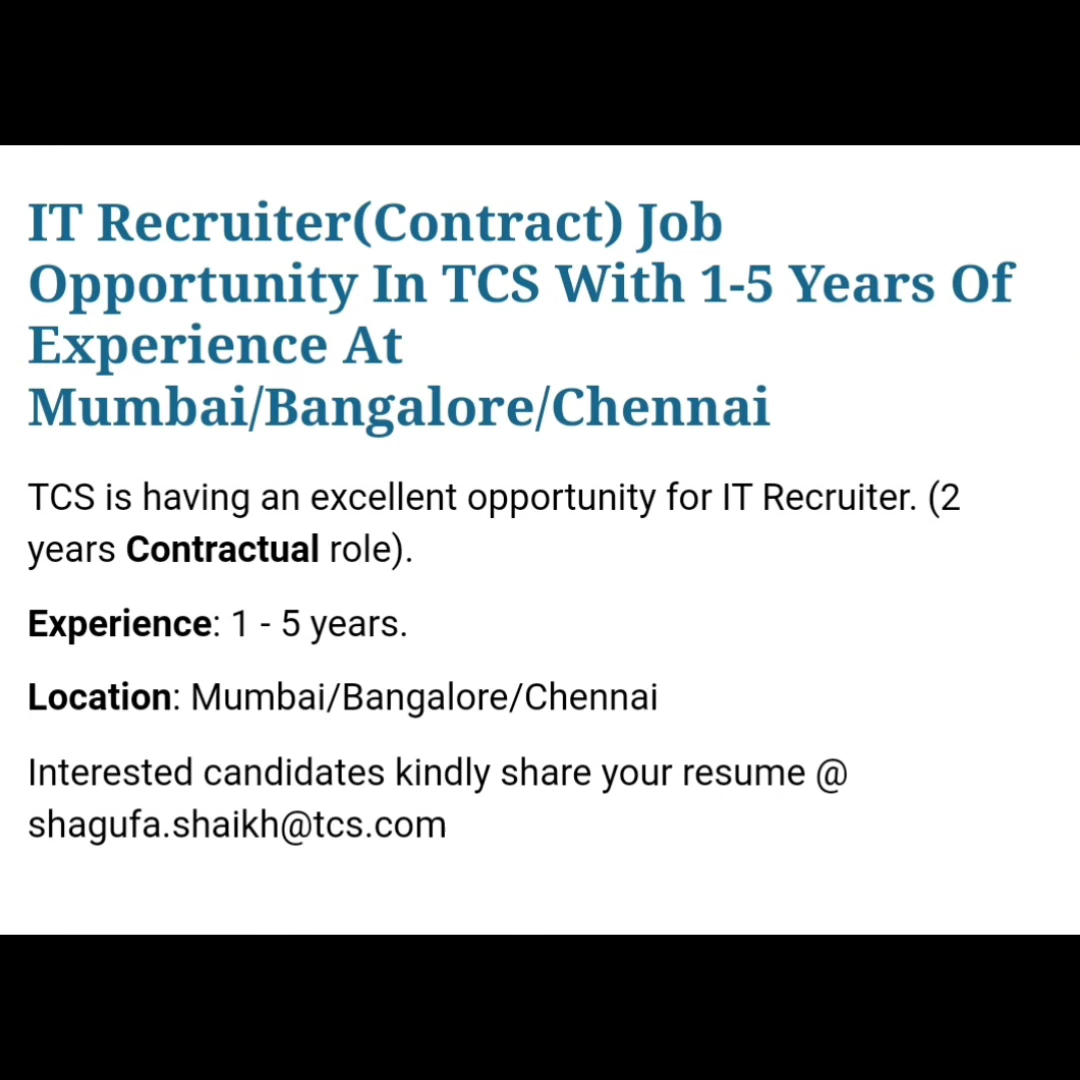 IT Recruiter(Contract) Job
Opportunity In TCS With 1-5 Years Of
Experience At
Mumbai/Bangalore/Chennai
TCS is having an excellent opportunity for IT Recruiter. (2
years Contractual role).
Experience: 1 - 5 years.
Location: Mumbai/Bangalore/Chennai
Interested candidates kindly share your resume @
shagufa.shaikh@tcs.com